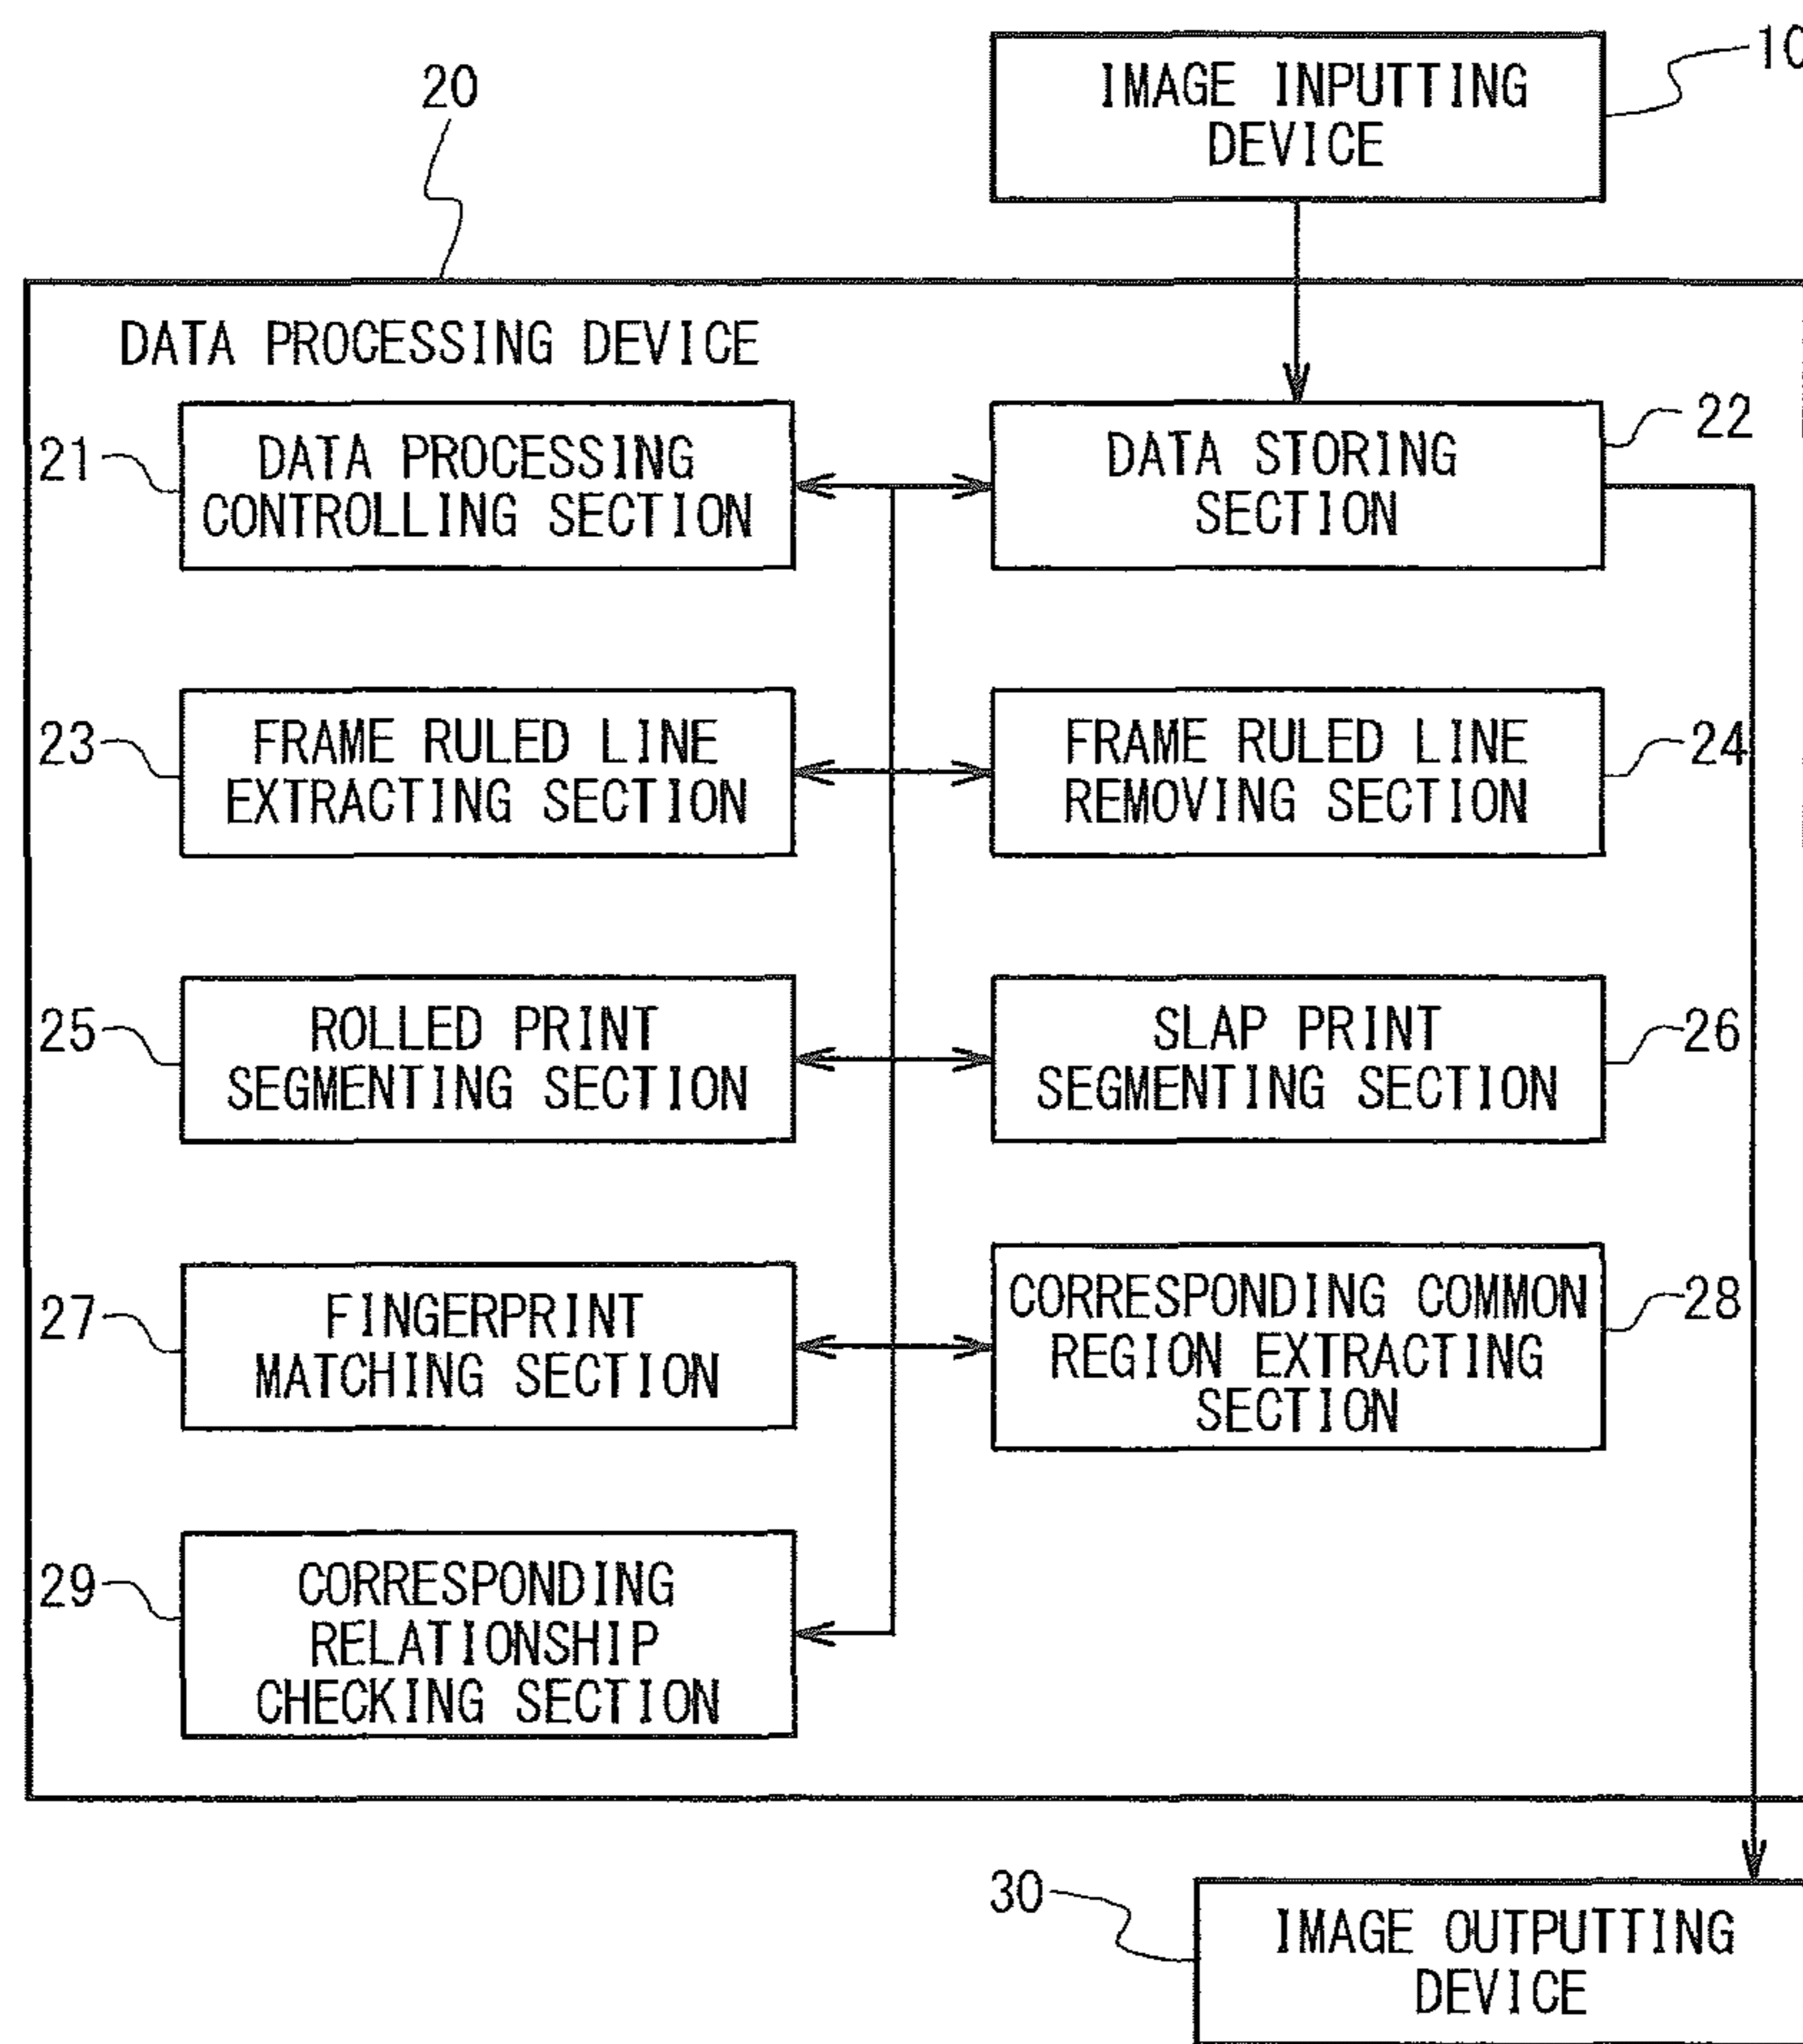 10
IMAGE INPUTTING
DEVICE
20
DATA PROCESSING DEVICE
21
DATA PROCESSING
CONTROLLING SECTION
22
DATA STORING
SECTION
23
FRAME RULED LINE
EXTRACTING SECTION
24
FRAME RULED LINE
REMOVING SECTION
25
ROLLED PRINT
SEGMENTING SECTION
26
SLAP PRINT
SEGMENTING SECTION
27
FINGERPRINT
MATCHING SECTION
28
CORRESPONDING COMMON
REGION EXTRACTING
SECTION
29
CORRESPONDING
RELATIONSHIP
CHECKING SECTION
30
IMAGE OUTPUTTING
DEVICE